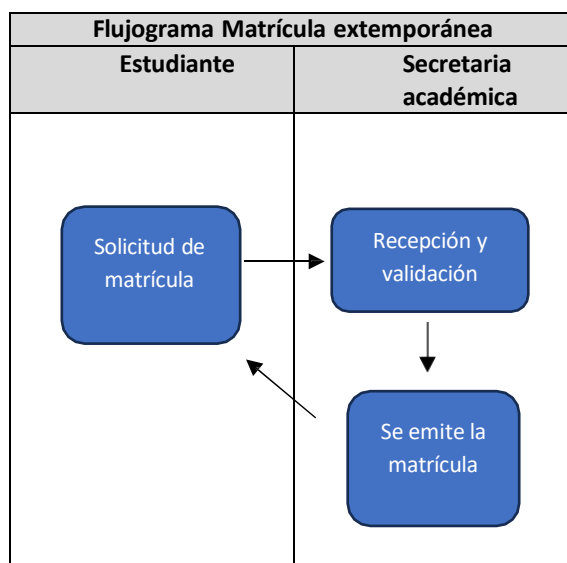 Flujograma Matrícula extemporánea
Estudiante
Secretaria
académica
Solicitud de
matrícula
Recepción y
validación
Se emite la
matrícula